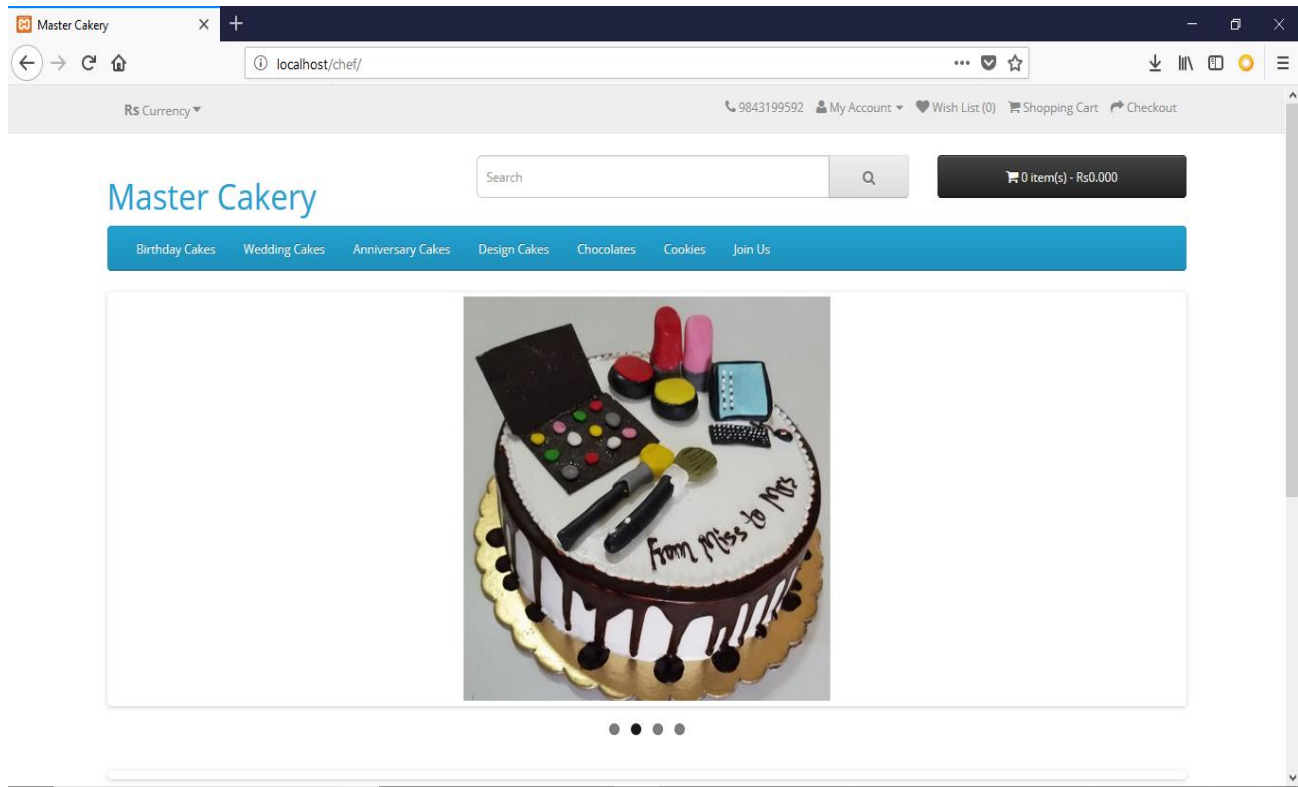 Master Cakery
localhost/chef/
Rs Currency
9843199592 My Account Wish List (0) Shopping Cart Checkout
Master Cakery
Search
0 item(s) - Rs0.000
Birthday Cakes Wedding Cakes Anniversary Cakes Design Cakes Chocolates Cookies Join Us
From Miss to Mrs